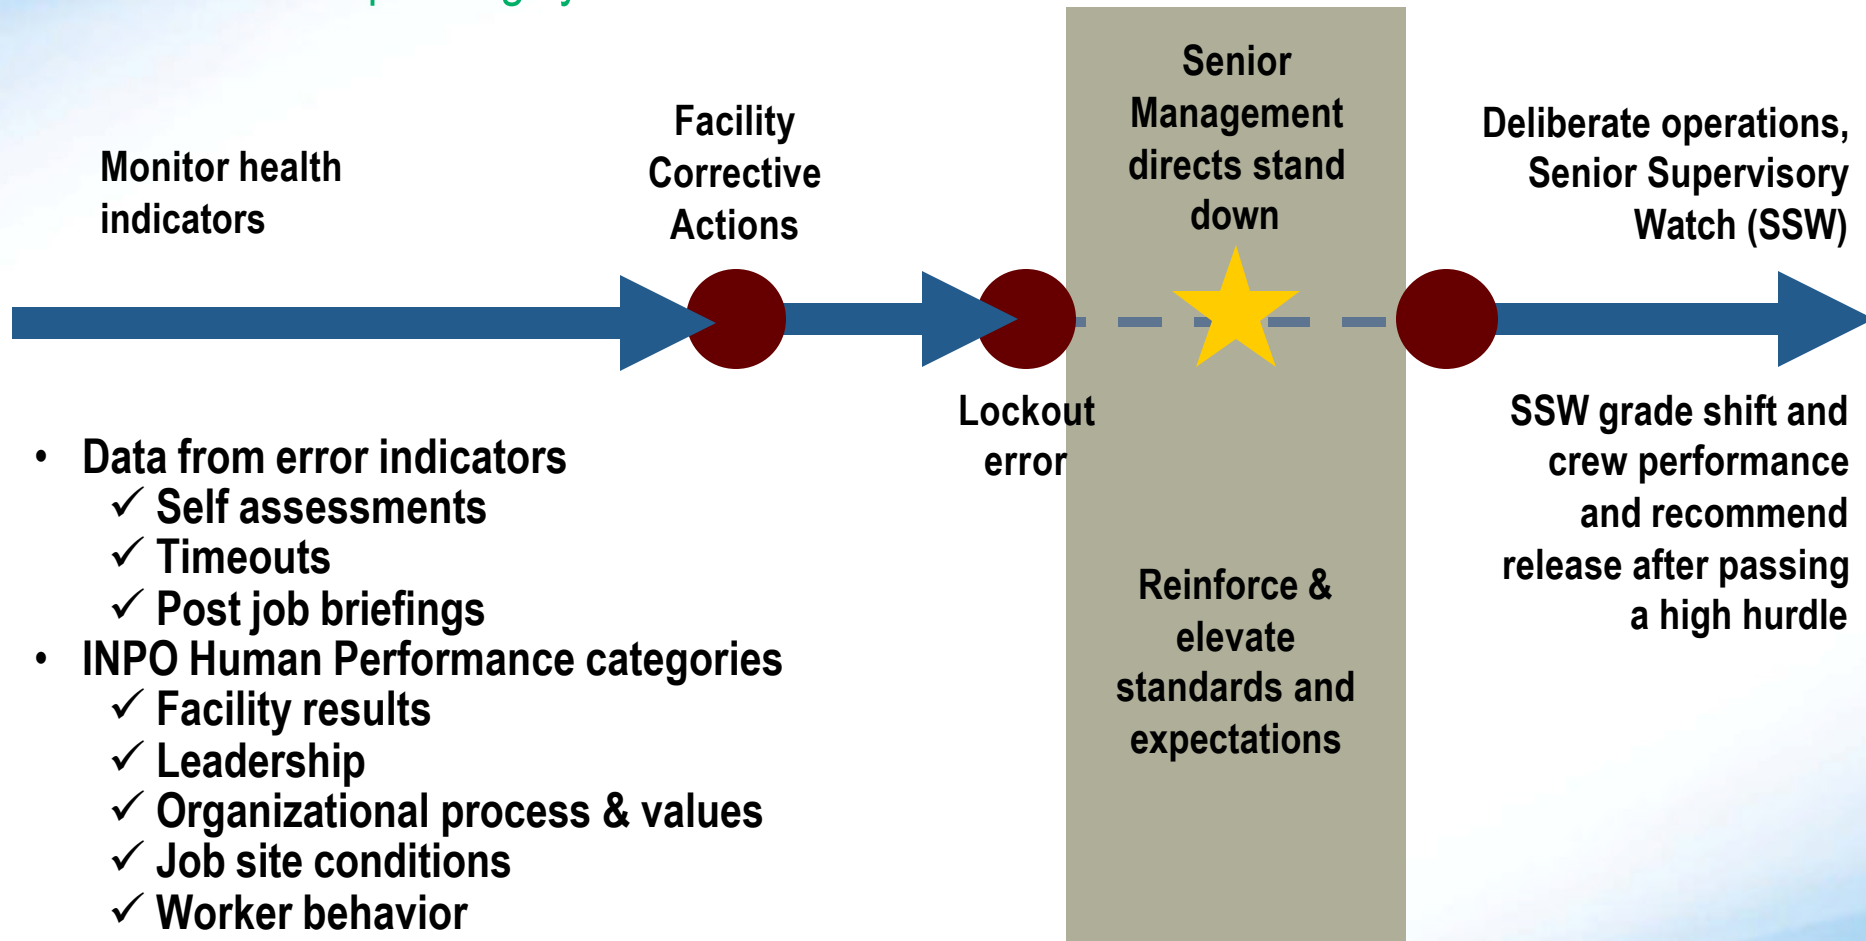 Monitor health
indicators
Facility
Corrective
Actions
Senior
Management
directs stand
down
Deliberate operations,
Senior Supervisory
Watch (SSW)
Lockout
error
• Data from error indicators
✓ Self assessments
✓ Timeouts
✓ Post job briefings
• INPO Human Performance categories
✓ Facility results
✓ Leadership
✓ Organizational process & values
✓ Job site conditions
✓ Worker behavior
Reinforce &
elevate
standards and
expectations
SSW grade shift and
crew performance
and recommend
release after passing
a high hurdle